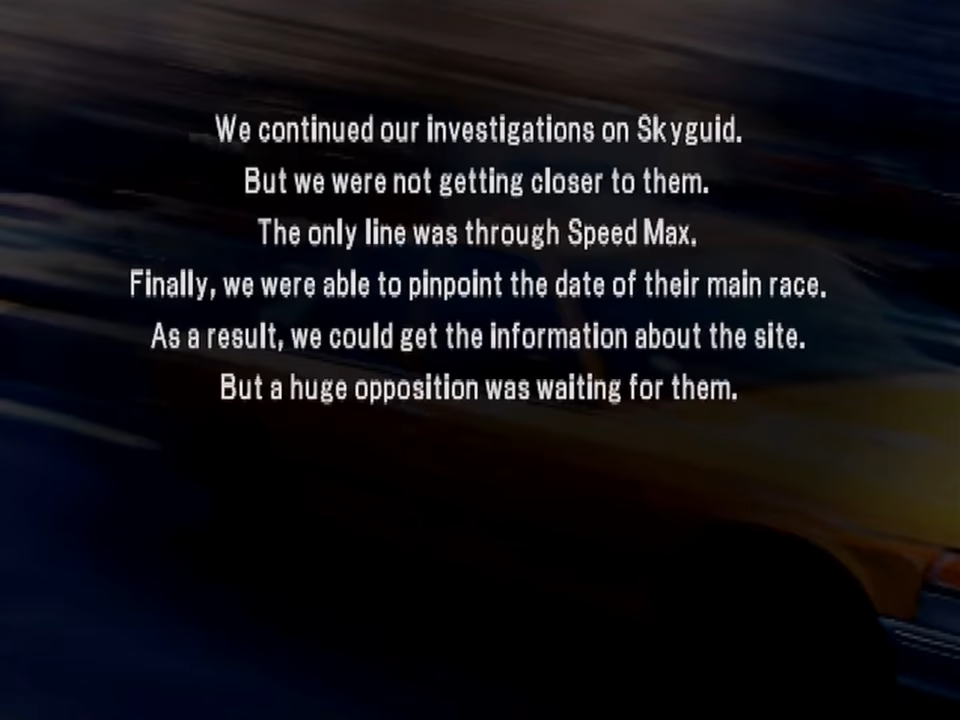 We continued our investigations on Skyguid.
But we were not getting closer to them.
The only line was through Speed Max.
Finally, we were able to pinpoint the date of their main race.
As a result, we could get the information about the site.
But a huge opposition was waiting for them.